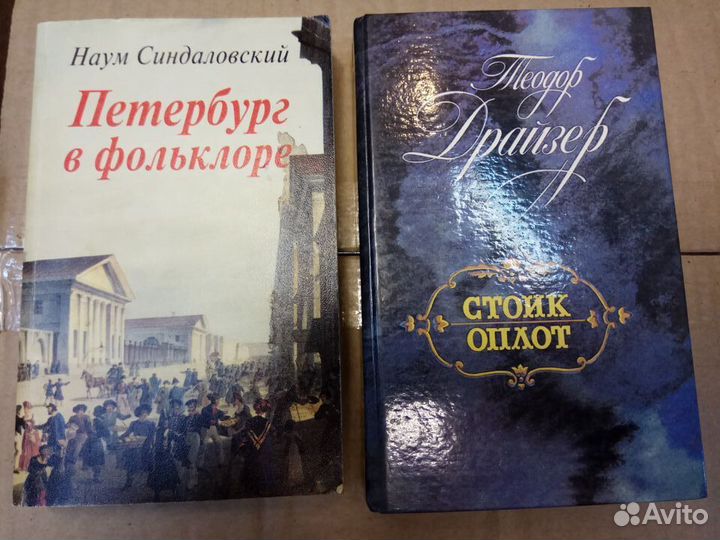 Наум Синдаловский
Петербург
в фольклоре
Теодор
Драйзер
СТОИК
ОПЛОТ
Avito